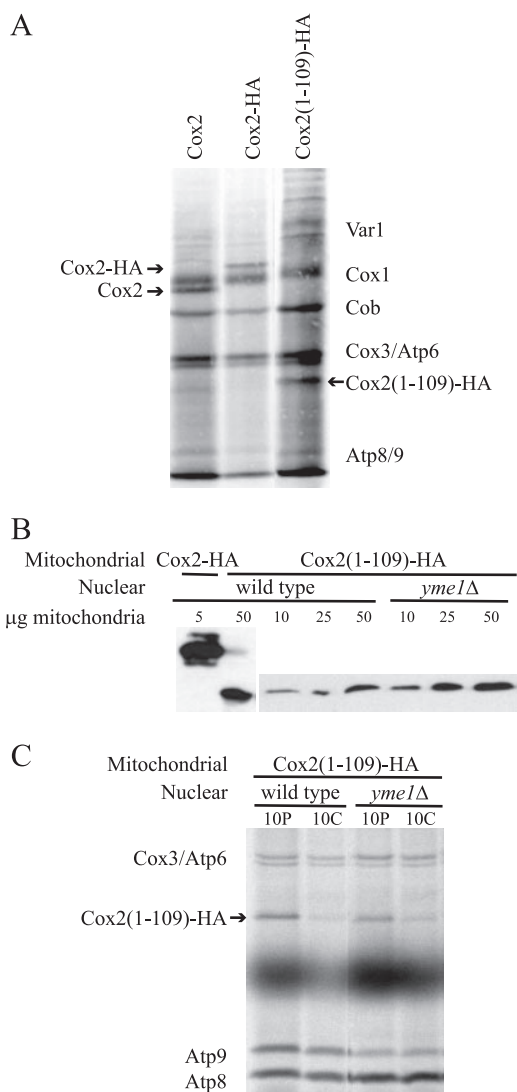 A
Cox2
Cox2-HA
Cox2(1-109)-HA
Var1
Cox2-HA →
Cox1
Cox2 →
Cob
Cox3/Atp6
← Cox2(1-109)-HA
Atp8/9
B
Mitochondrial Cox2-HA Cox2(1-109)-HA
Nuclear wild type yme1Δ
μg mitochondria 5 50 10 25 50 10 25 50
C
Mitochondrial Cox2(1-109)-HA
Nuclear wild type yme1Δ
10P 10C 10P 10C
Cox3/Atp6
Cox2(1-109)-HA →
Atp9
Atp8